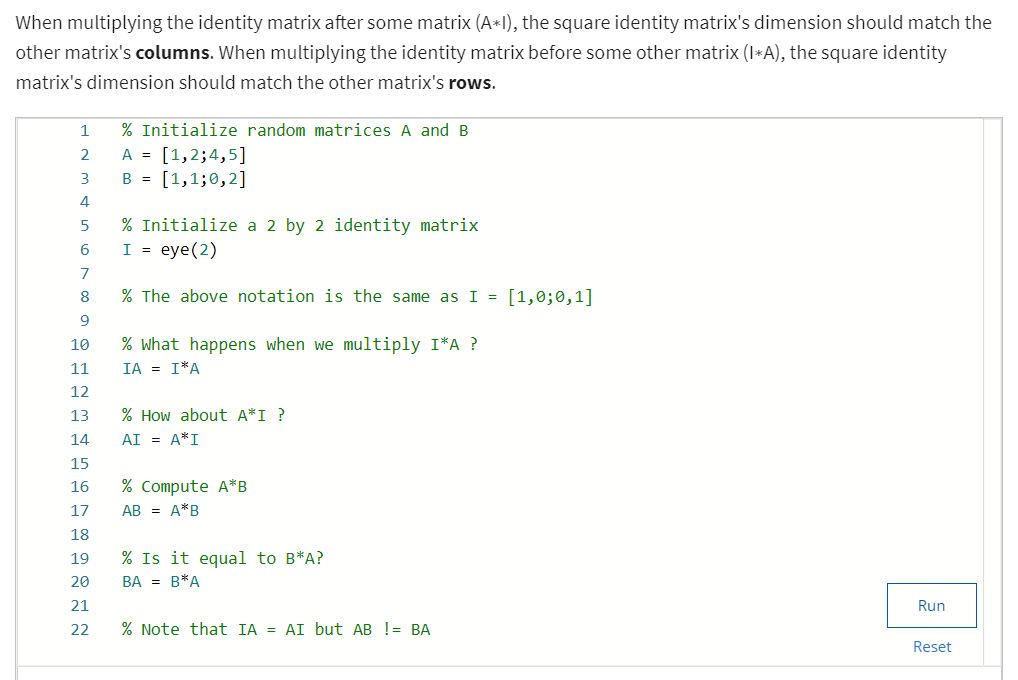 When multiplying the identity matrix after some matrix (A∗I), the square identity matrix's dimension should match the
other matrix's columns. When multiplying the identity matrix before some other matrix (I∗A), the square identity
matrix's dimension should match the other matrix's rows.
1 % Initialize random matrices A and B
2 A = [1,2;4,5]
3 B = [1,1;0,2]
4
5 % Initialize a 2 by 2 identity matrix
6 I = eye(2)
7
8 % The above notation is the same as I = [1,0;0,1]
9
10 % What happens when we multiply I*A ?
11 IA = I*A
12
13 % How about A*I ?
14 AI = A*I
15
16 % Compute A*B
17 AB = A*B
18
19 % Is it equal to B*A?
20 BA = B*A
21
22 % Note that IA = AI but AB != BA
Run
Reset